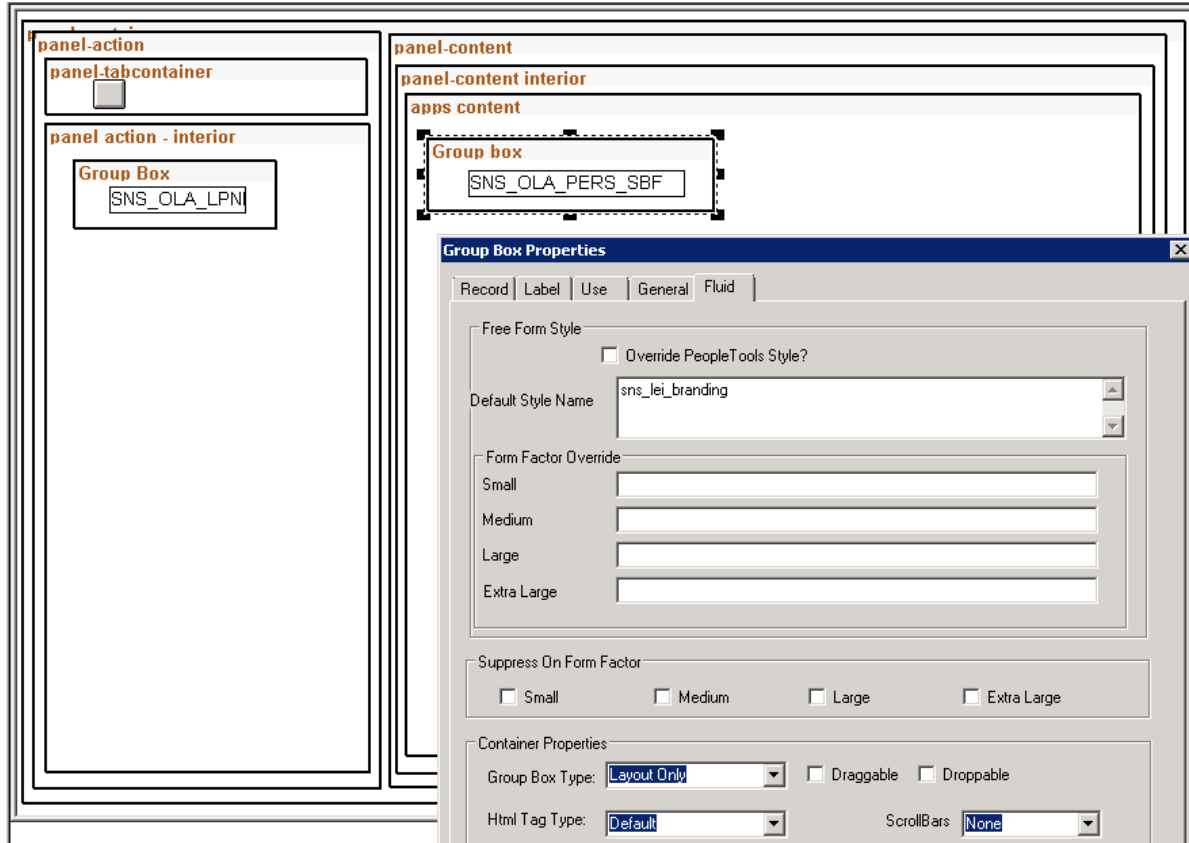 panel-action
panel-tabcontainer
panel action - interior
Group Box
SNS_OLA_LPN
panel-content
panel-content interior
apps content
Group box
SNS_OLA_PERS_SBF
Group Box Properties
Record Label Use General Fluid
Free Form Style
Override PeopleTools Style?
Default Style Name sns_lei_branding
Form Factor Override
Small
Medium
Large
Extra Large
Suppress On Form Factor
Small Medium Large Extra Large
Container Properties
Group Box Type: Layout Only Draggable Droppable
Html Tag Type: Default ScrollBars None